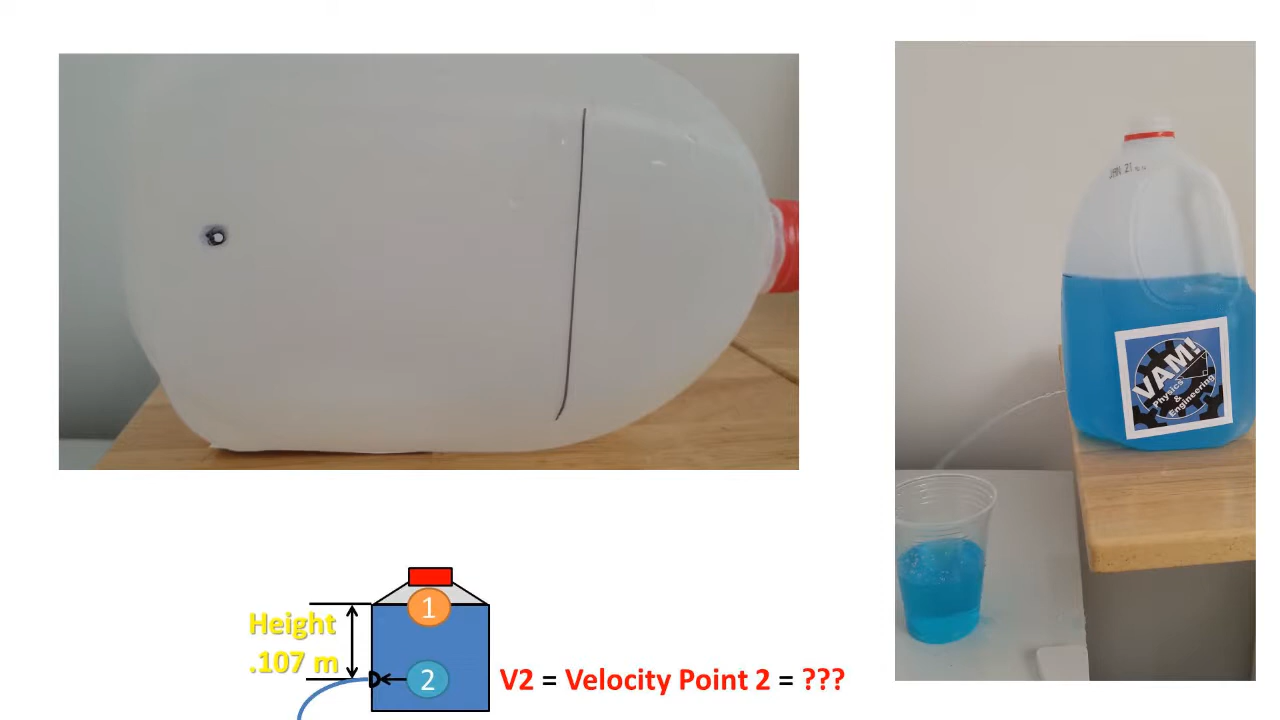 VAM!
Physics
&
Engineering
1
Height
.107 m
2
V2 = Velocity Point 2 = ???